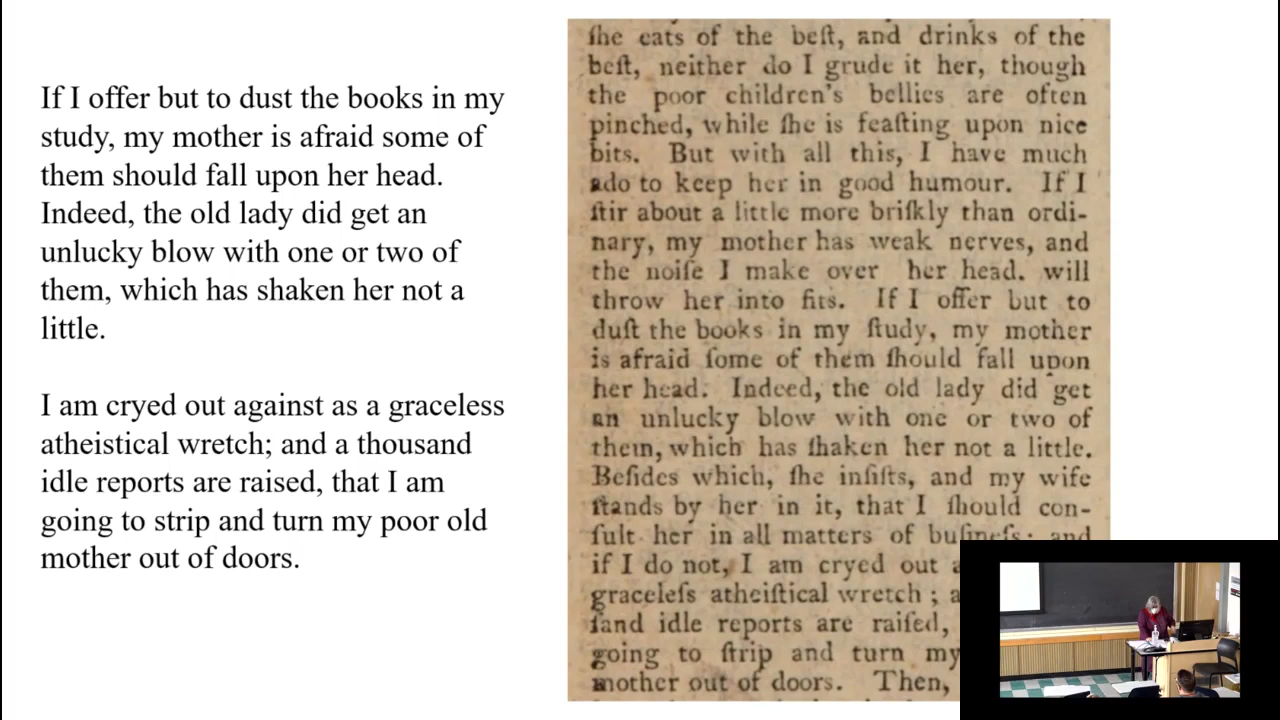 If I offer but to dust the books in my
study, my mother is afraid some of
them should fall upon her head.
Indeed, the old lady did get an
unlucky blow with one or two of
them, which has shaken her not a
little.
I am cryed out against as a graceless
atheistical wretch; and a thousand
idle reports are raised, that I am
going to strip and turn my poor old
mother out of doors.
ſhe eats of the beſt, and drinks of the
beſt, neither do I grude it her, though
the poor children's bellies are often
pinched, while ſhe is feaſting upon nice
bits. But with all this, I have much
ado to keep her in good humour. If I
ſtir about a little more briſkly than ordi-
nary, my mother has weak nerves, and
the noiſe I make over her head. will
throw her into fits. If I offer but to
duſt the books in my ſtudy, my mother
is afraid ſome of them ſhould fall upon
her head. Indeed, the old lady did get
an unlucky blow with one or two of
them, which has ſhaken her not a little.
Beſides which, ſhe inſiſts, and my wife
ſtands by her in it, that I ſhould con-
ſult her in all matters of buſineſs; and
if I do not, I am cryed out
graceleſs atheiſtical wretch; a
ſand idle reports are raiſed,
going to ſtrip and turn my
mother out of doors. Then,